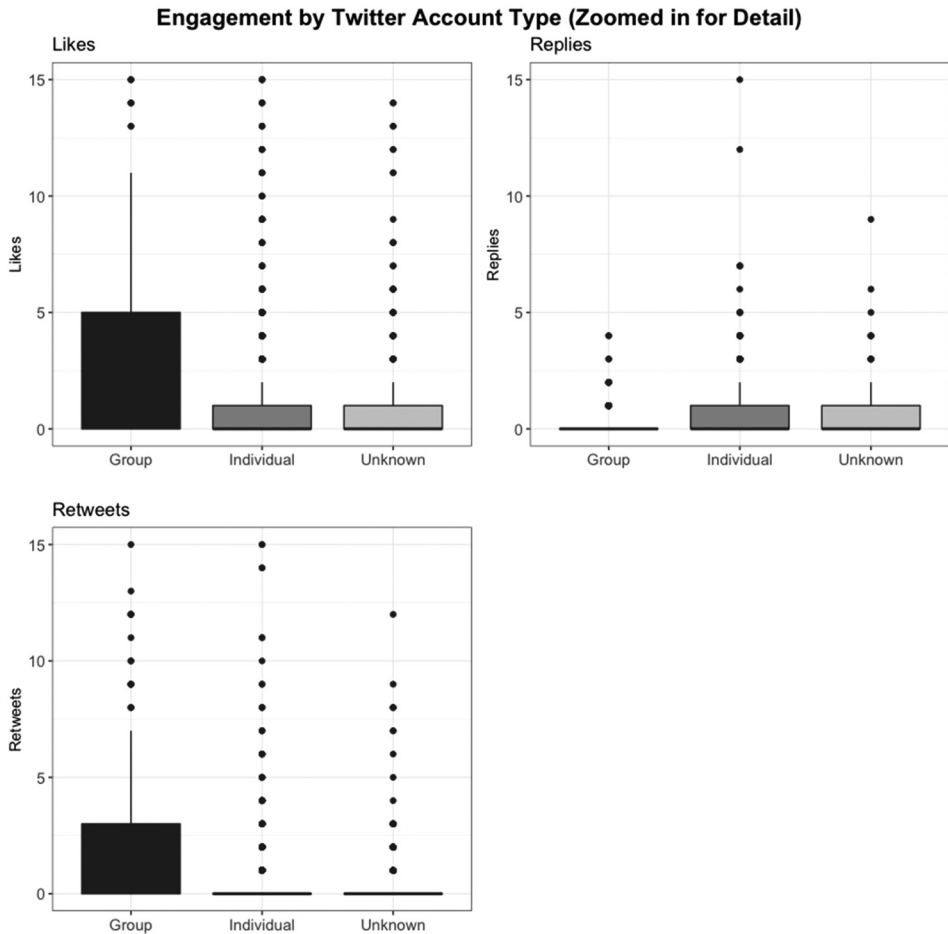 Engagement by Twitter Account Type (Zoomed in for Detail)
Likes
15
10
5
0
Likes
Group Individual Unknown
Replies
15
10
5
0
Replies
Group Individual Unknown
Retweets
15
10
5
0
Retweets
Group Individual Unknown